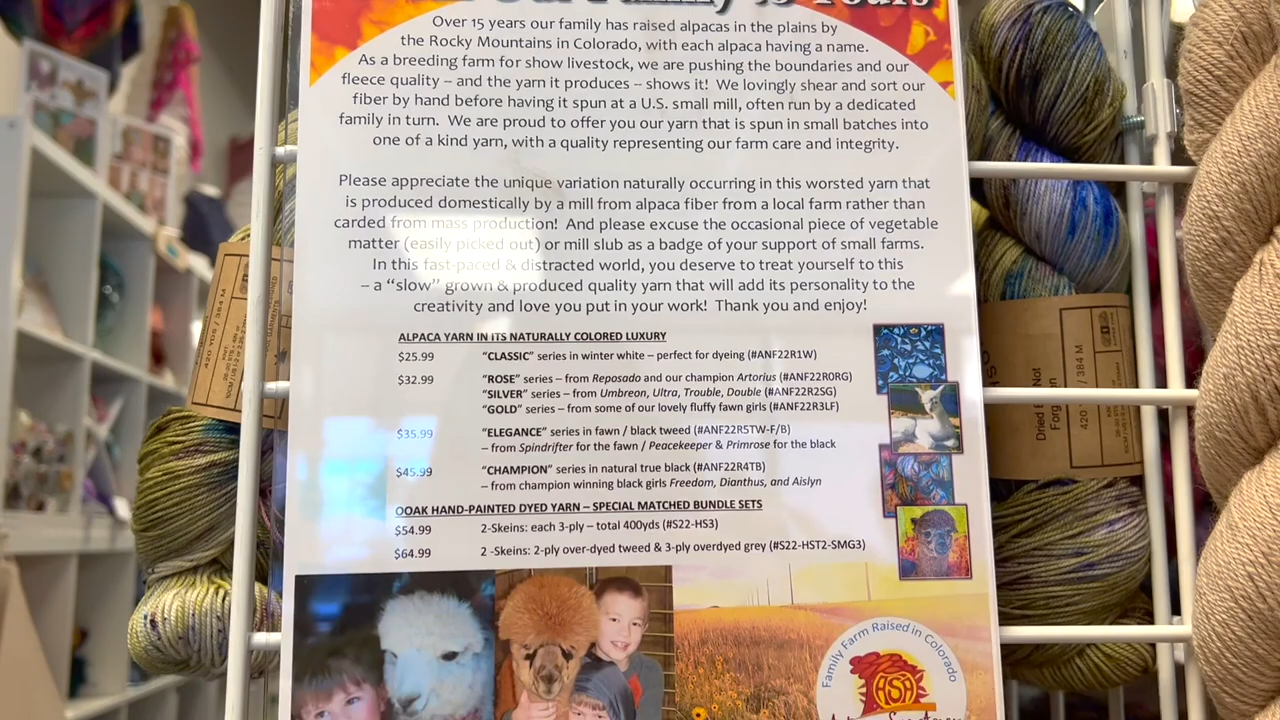 Our Family to Yours
Over 15 years our family has raised alpacas in the plains by
the Rocky Mountains in Colorado, with each alpaca having a name.
As a breeding farm for show livestock, we are pushing the boundaries and our
fleece quality – and the yarn it produces – shows it! We lovingly shear and sort our
fiber by hand before having it spun at a U.S. small mill, often run by a dedicated
family in turn. We are proud to offer you our yarn that is spun in small batches into
one of a kind yarn, with a quality representing our farm care and integrity.
Please appreciate the unique variation naturally occurring in this worsted yarn that
is produced domestically by a mill from alpaca fiber from a local farm rather than
carded from mass production! And please excuse the occasional piece of vegetable
matter (easily picked out) or mill slub as a badge of your support of small farms.
In this fast-paced & distracted world, you deserve to treat yourself to this
– a “slow” grown & produced quality yarn that will add its personality to the
creativity and love you put in your work! Thank you and enjoy!
ALPACA YARN IN ITS NATURALLY COLORED LUXURY
$25.99 “CLASSIC” series in winter white – perfect for dyeing (#ANF22R1W)
$32.99 “ROSE” series – from Reposado and our champion Artorius (#ANF22R0RG)
“SILVER” series – from Umbreon, Ultra, Trouble, Double (#ANF22R2SG)
“GOLD” series – from some of our lovely fluffy fawn girls (#ANF22R3LF)
$35.99 “ELEGANCE” series in fawn / black tweed (#ANF22R5TW-F/B)
– from Spindrifter for the fawn / Peacekeeper & Primrose for the black
$45.99 “CHAMPION” series in natural true black (#ANF22R4TB)
– from champion winning black girls Freedom, Dianthus, and Aislyn
OOAK HAND-PAINTED DYED YARN – SPECIAL MATCHED BUNDLE SETS
$54.99 2-Skeins: each 3-ply – total 400yds (#S22-HS3)
$64.99 2 -Skeins: 2-ply over-dyed tweed & 3-ply overdyed grey (#S22-HST2-SMG3)
Family Farm Raised in Colorado
ASA
420 YDS / 384 M
Dried
Not
420
/ 384 M